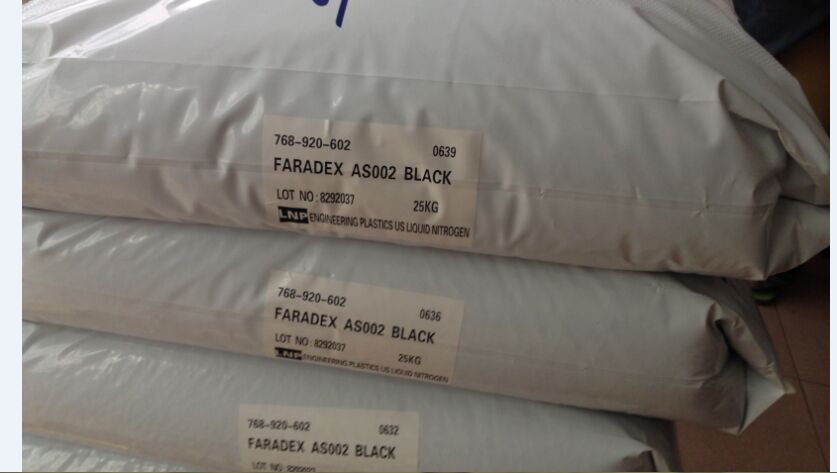 768-920-602 0639
FARADEX AS002 BLACK
LOT NO:8292037 25KG
LNP ENGINEERING PLASTICS US LIQUID NITROGEN
768-920-602 0636
FARADEX AS002 BLACK
LOT NO:8292037 25KG
LNP ENGINEERING PLASTICS US LIQUID NITROGEN
768-920-602 0632
FARADEX AS002 BLACK
LOT NO: